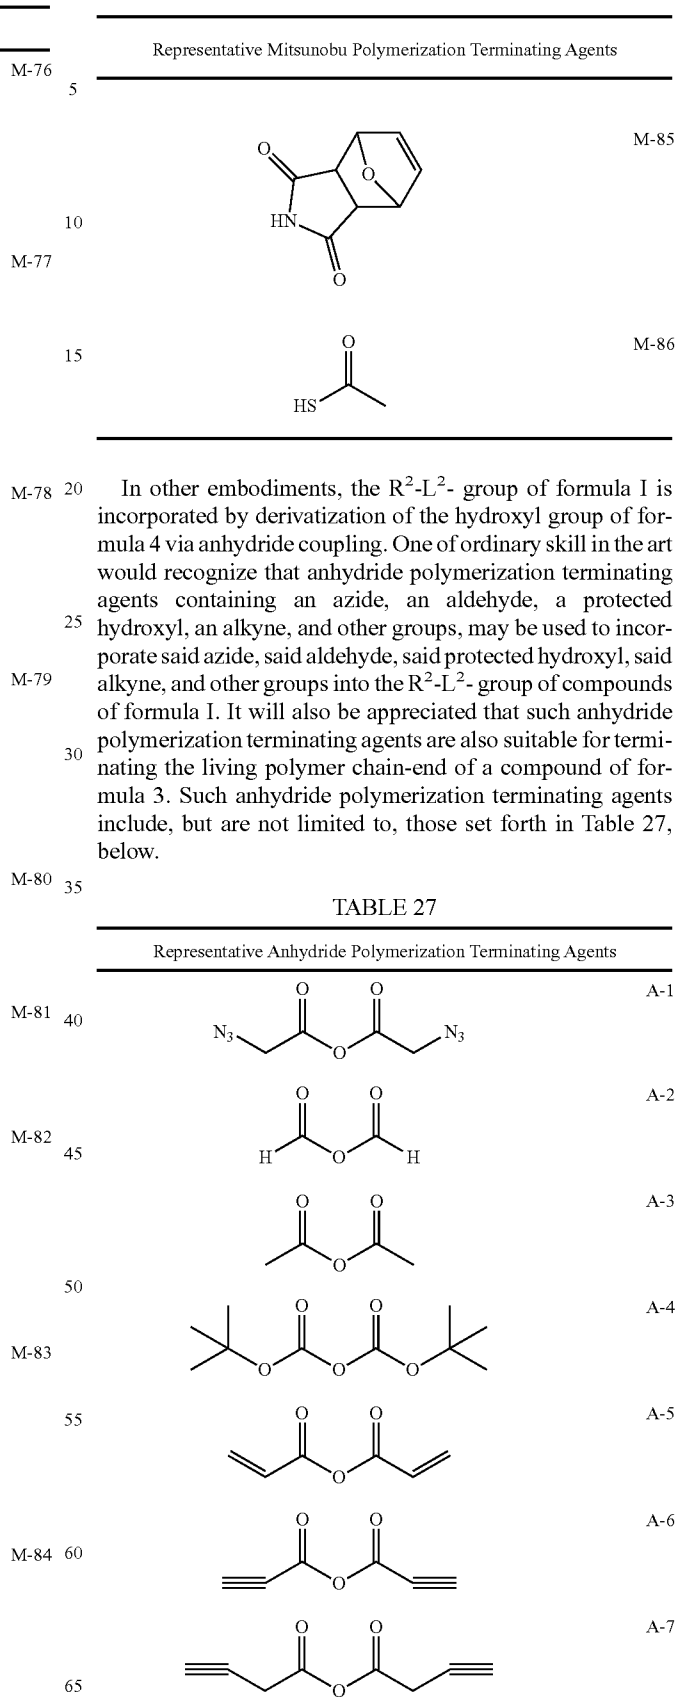 M-76
M-77
M-78
M-79
M-80
M-81
M-82
M-83
M-84
5
10
15
20
25
30
35
40
45
50
55
60
65
Representative Mitsunobu Polymerization Terminating Agents
M-85
O
O
HN
O
M-86
O
HS
In other embodiments, the R²-L²- group of formula I is
incorporated by derivatization of the hydroxyl group of for-
mula 4 via anhydride coupling. One of ordinary skill in the art
would recognize that anhydride polymerization terminating
agents containing an azide, an aldehyde, a protected
hydroxyl, an alkyne, and other groups, may be used to incor-
porate said azide, said aldehyde, said protected hydroxyl, said
alkyne, and other groups into the R²-L²- group of compounds
of formula I. It will also be appreciated that such anhydride
polymerization terminating agents are also suitable for termi-
nating the living polymer chain-end of a compound of for-
mula 3. Such anhydride polymerization terminating agents
include, but are not limited to, those set forth in Table 27,
below.
TABLE 27
Representative Anhydride Polymerization Terminating Agents
A-1
O O
N₃ O N₃
A-2
O O
H O H
A-3
O O
O
A-4
O O
O O O
A-5
O O
O
A-6
O O
O
A-7
O O
O